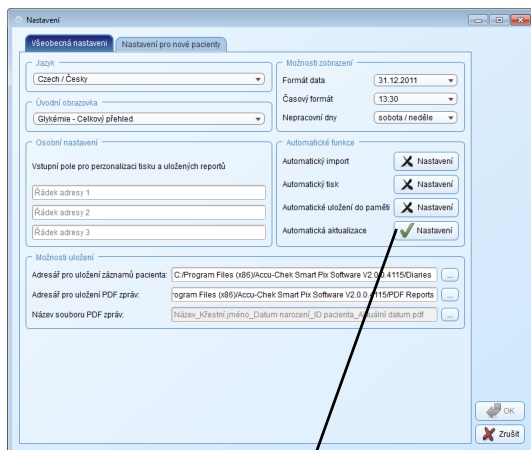 Nastavení
Všeobecná nastavení
Nastavení pro nové pacienty
Jazyk
Czech / Česky
Úvodní obrazovka
Glykémie - Celkový přehled
Možnosti zobrazení
Formát data 31.12.2011
Časový formát 13:30
Nepracovní dny sobota / neděle
Osobní nastavení
Vstupní pole pro perzonalizaci tisku a uložených reportů
Řádek adresy 1
Řádek adresy 2
Řádek adresy 3
Automatické funkce
Automatický import Nastavení
Automatický tisk Nastavení
Automatické uložení do paměti Nastavení
Automatická aktualizace Nastavení
Možnosti uložení
Adresář pro uložení záznamů pacienta: C:/Program Files (x86)/Accu-Chek Smart Pix Software V2.0.0.4115/Diaries ...
Adresář pro uložení PDF zpráv: rogram Files (x86)/Accu-Chek Smart Pix Software V2.0.0.4115/PDF Reports ...
Název souboru PDF zpráv: Název_Křestní jméno_Datum narození_ID pacienta_Aktuální datum.pdf ...
OK
Zrušit